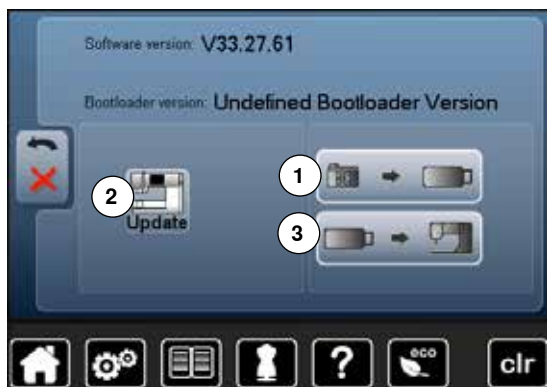 Software version: V33.27.61
Bootloader version: Undefined Bootloader Version
1
2
Update
3
?
eco
clr